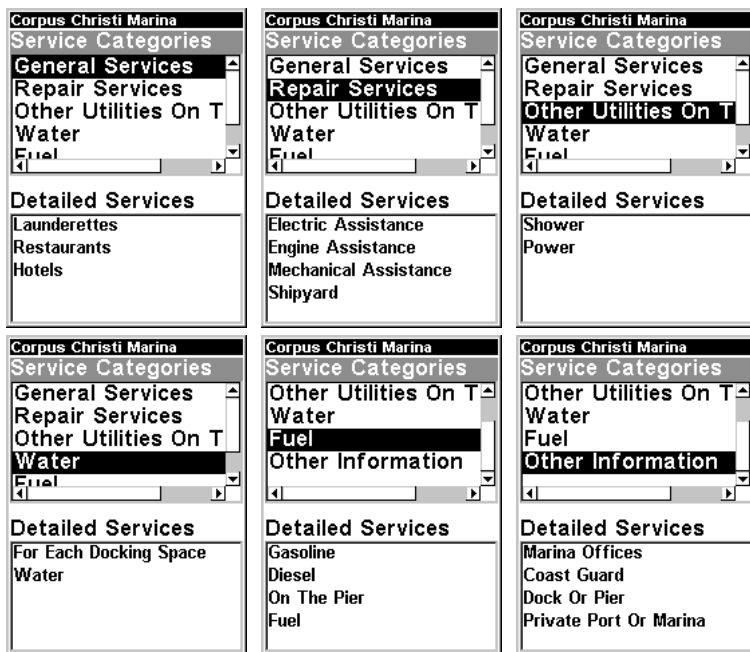 Corpus Christi Marina
Service Categories
General Services
Repair Services
Other Utilities On T
Water
Fuel
Detailed Services
Launderettes
Restaurants
Hotels
Corpus Christi Marina
Service Categories
General Services
Repair Services
Other Utilities On T
Water
Fuel
Detailed Services
Electric Assistance
Engine Assistance
Mechanical Assistance
Shipyard
Corpus Christi Marina
Service Categories
General Services
Repair Services
Other Utilities On T
Water
Fuel
Detailed Services
Shower
Power
Corpus Christi Marina
Service Categories
General Services
Repair Services
Other Utilities On T
Water
Fuel
Detailed Services
For Each Docking Space
Water
Corpus Christi Marina
Service Categories
Other Utilities On T
Water
Fuel
Other Information
Detailed Services
Gasoline
Diesel
On The Pier
Fuel
Corpus Christi Marina
Service Categories
Other Utilities On T
Water
Fuel
Other Information
Detailed Services
Marina Offices
Coast Guard
Dock Or Pier
Private Port Or Marina